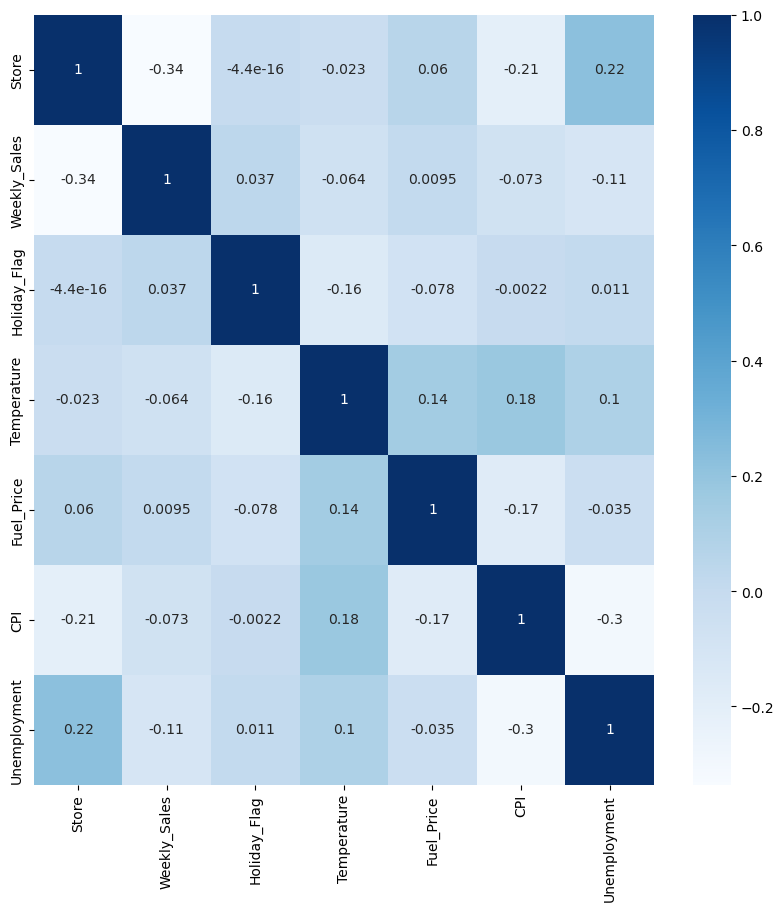 Store 1 -0.34 -4.4e-16 -0.023 0.06 -0.21 0.22
Weekly_Sales -0.34 1 0.037 -0.064 0.0095 -0.073 -0.11
Holiday_Flag -4.4e-16 0.037 1 -0.16 -0.078 -0.0022 0.011
Temperature -0.023 -0.064 -0.16 1 0.14 0.18 0.1
Fuel_Price 0.06 0.0095 -0.078 0.14 1 -0.17 -0.035
CPI -0.21 -0.073 -0.0022 0.18 -0.17 1 -0.3
Unemployment 0.22 -0.11 0.011 0.1 -0.035 -0.3 1
Store Weekly_Sales Holiday_Flag Temperature Fuel_Price CPI Unemployment
1.0
0.8
0.6
0.4
0.2
0.0
−0.2